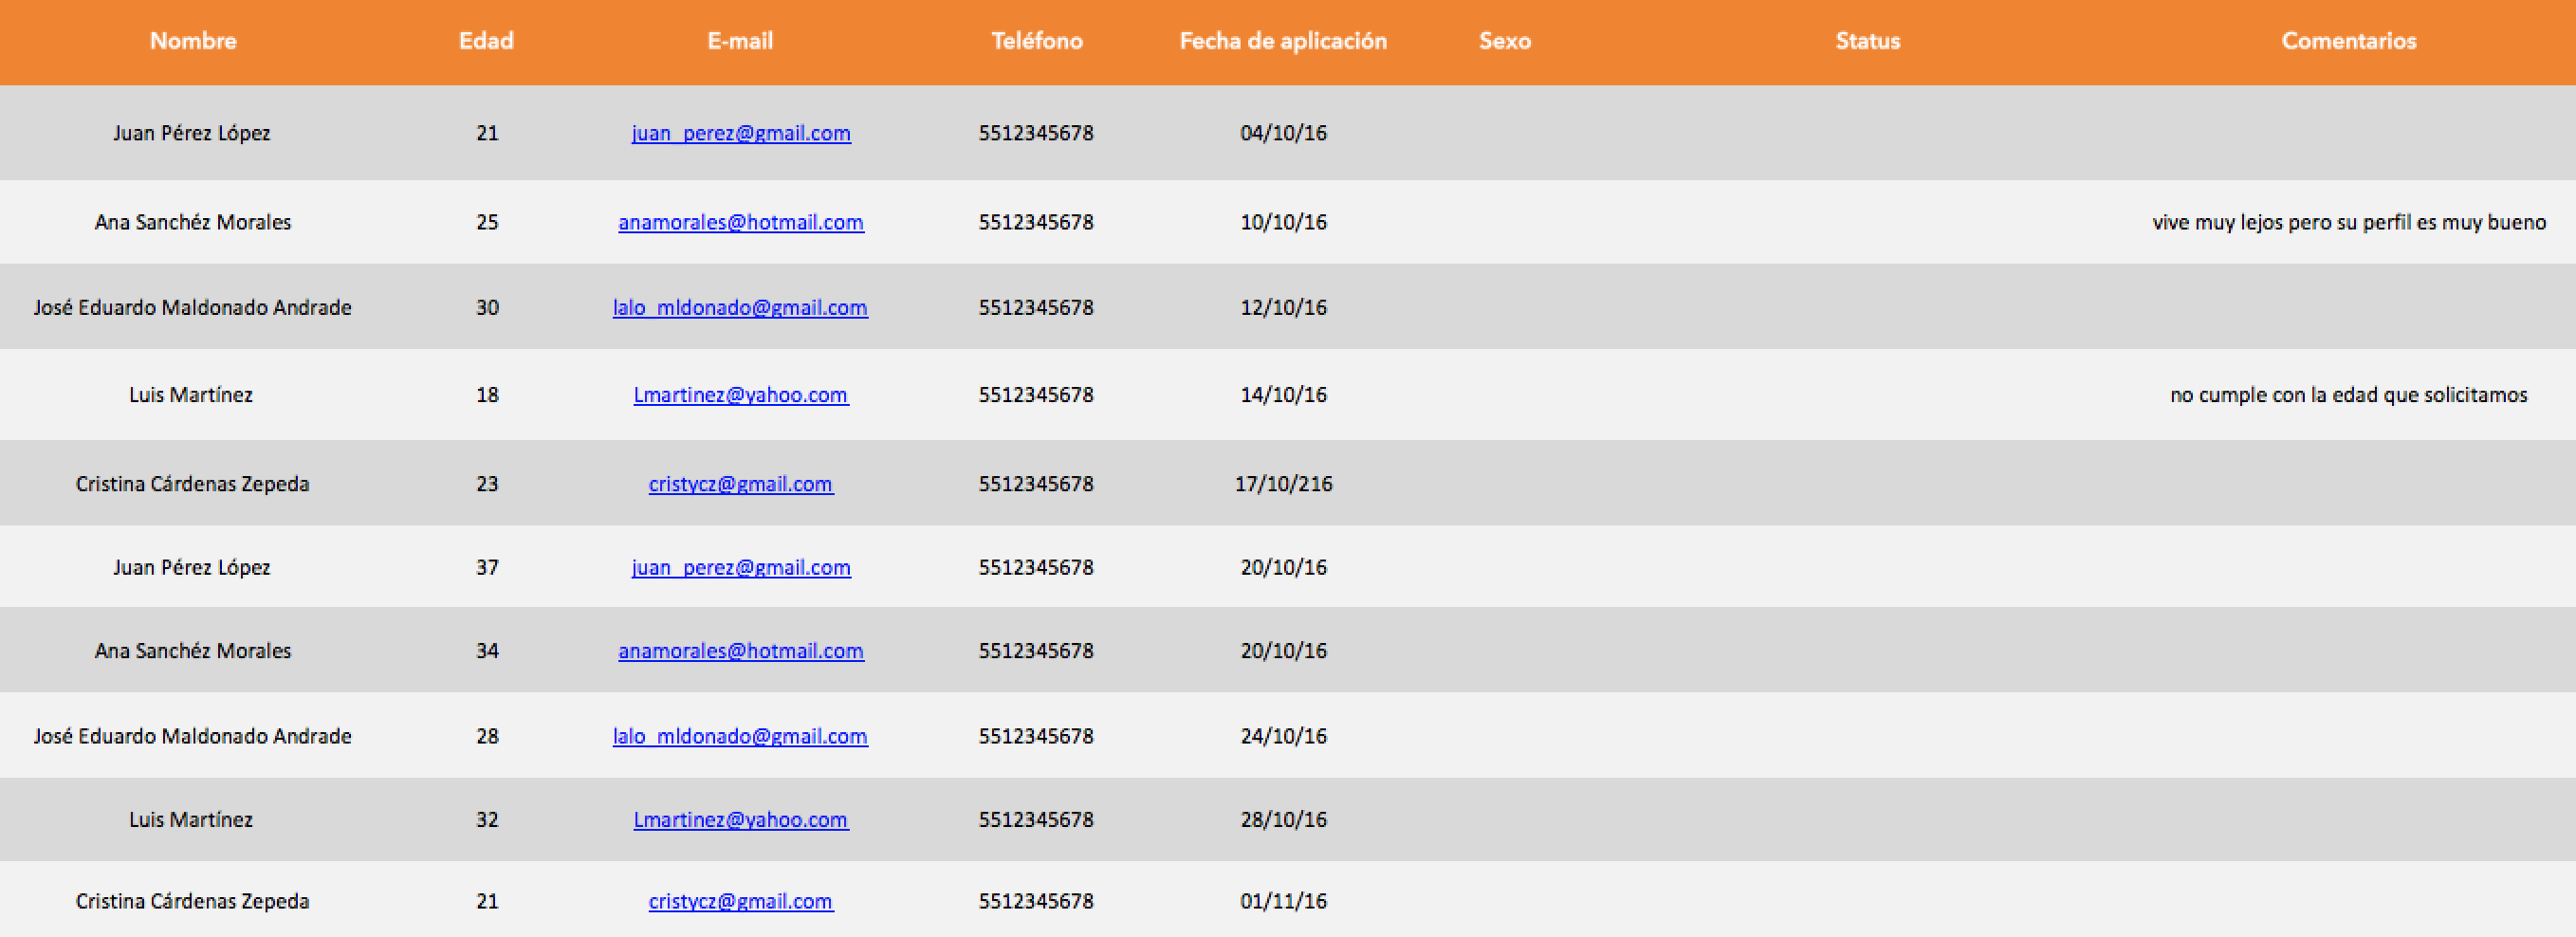 Nombre Edad E-mail Teléfono Fecha de aplicación Sexo Status Comentarios
Juan Pérez López 21 juan_perez@gmail.com 5512345678 04/10/16
Ana Sanchéz Morales 25 anamorales@hotmail.com 5512345678 10/10/16 vive muy lejos pero su perfil es muy bueno
José Eduardo Maldonado Andrade 30 lalo_mldonado@gmail.com 5512345678 12/10/16
Luis Martínez 18 Lmartinez@yahoo.com 5512345678 14/10/16 no cumple con la edad que solicitamos
Cristina Cárdenas Zepeda 23 cristycz@gmail.com 5512345678 17/10/216
Juan Pérez López 37 juan_perez@gmail.com 5512345678 20/10/16
Ana Sanchéz Morales 34 anamorales@hotmail.com 5512345678 20/10/16
José Eduardo Maldonado Andrade 28 lalo_mldonado@gmail.com 5512345678 24/10/16
Luis Martínez 32 Lmartinez@yahoo.com 5512345678 28/10/16
Cristina Cárdenas Zepeda 21 cristycz@gmail.com 5512345678 01/11/16